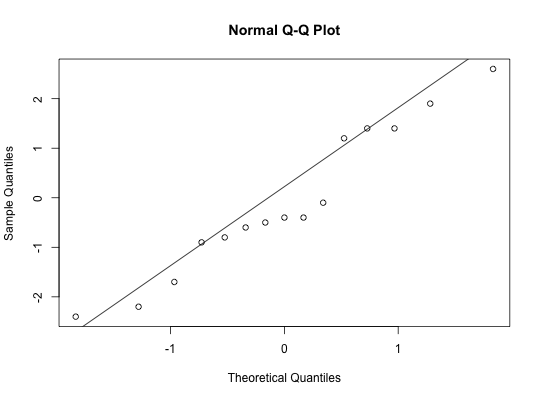 Normal Q-Q Plot
2
1
0
-1
-2
Sample Quantiles
-1 0 1
Theoretical Quantiles